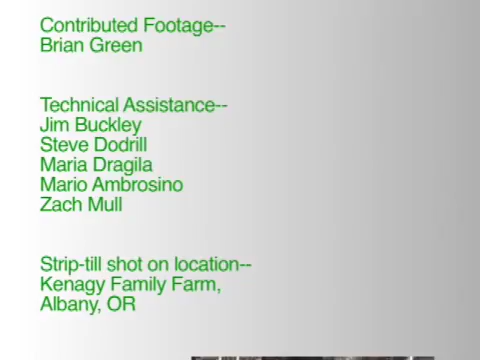 Contributed Footage--
Brian Green
Technical Assistance--
Jim Buckley
Steve Dodrill
Maria Dragila
Mario Ambrosino
Zach Mull
Strip-till shot on location--
Kenagy Family Farm,
Albany, OR